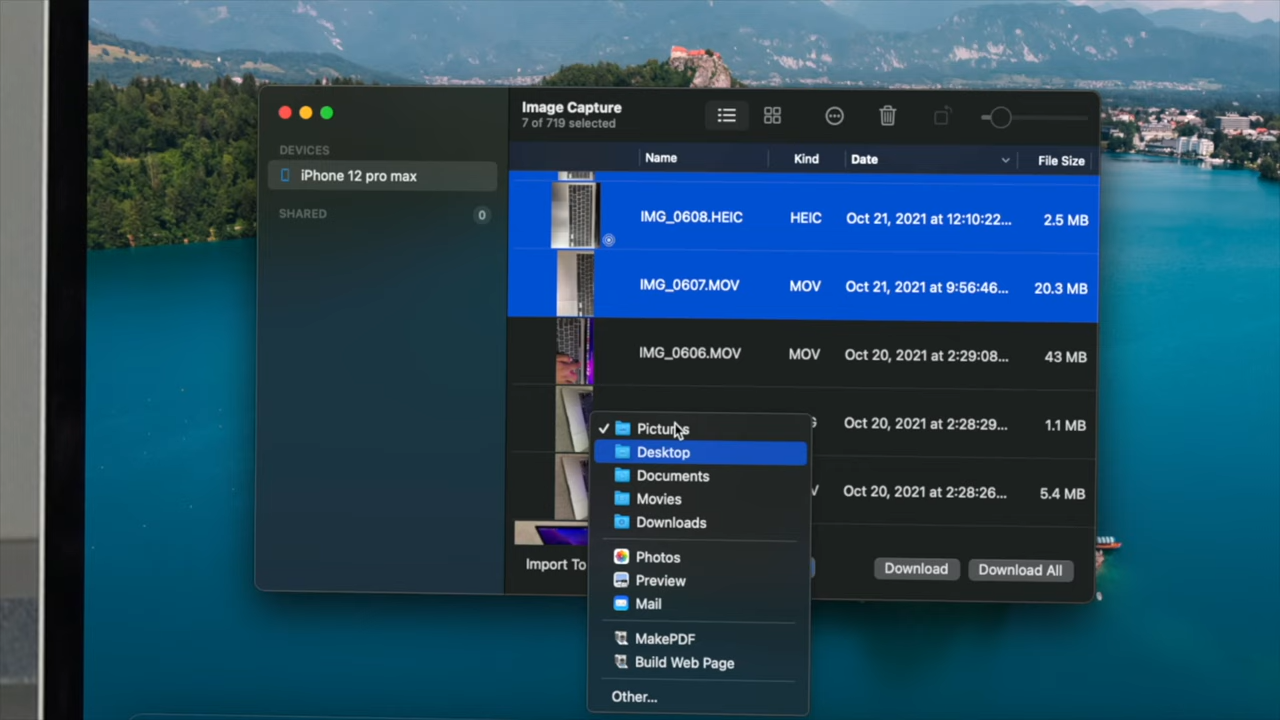 Image Capture
7 of 719 selected
DEVICES
iPhone 12 pro max
SHARED
0
Name Kind Date File Size
IMG_0608.HEIC HEIC Oct 21, 2021 at 12:10:22... 2.5 MB
IMG_0607.MOV MOV Oct 21, 2021 at 9:56:46... 20.3 MB
IMG_0606.MOV MOV Oct 20, 2021 at 2:29:08... 43 MB
Oct 20, 2021 at 2:28:29... 1.1 MB
Oct 20, 2021 at 2:28:26... 5.4 MB
Pictures
Desktop
Documents
Movies
Downloads
Photos
Preview
Mail
MakePDF
Build Web Page
Other...
Import To
Download
Download All